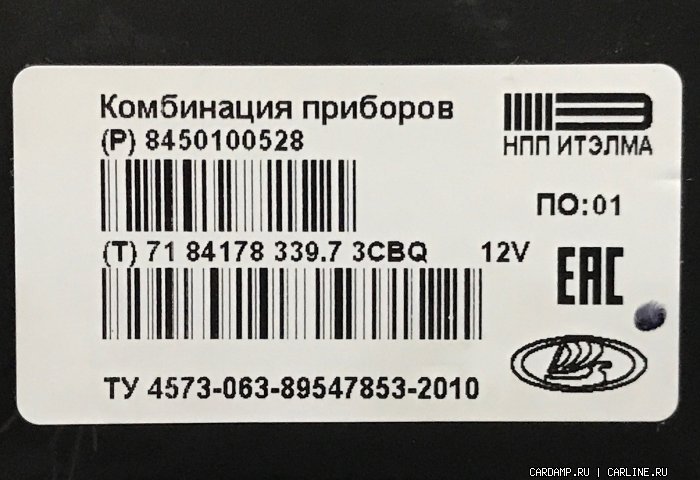 Комбинация приборов
(P) 8450100528
НПП ИТЭЛМА
ПО:01
(T) 71 84178 339.7 3CBQ 12V
EAC
ТУ 4573-063-89547853-2010
CARDAMP.RU | CARLINE.RU